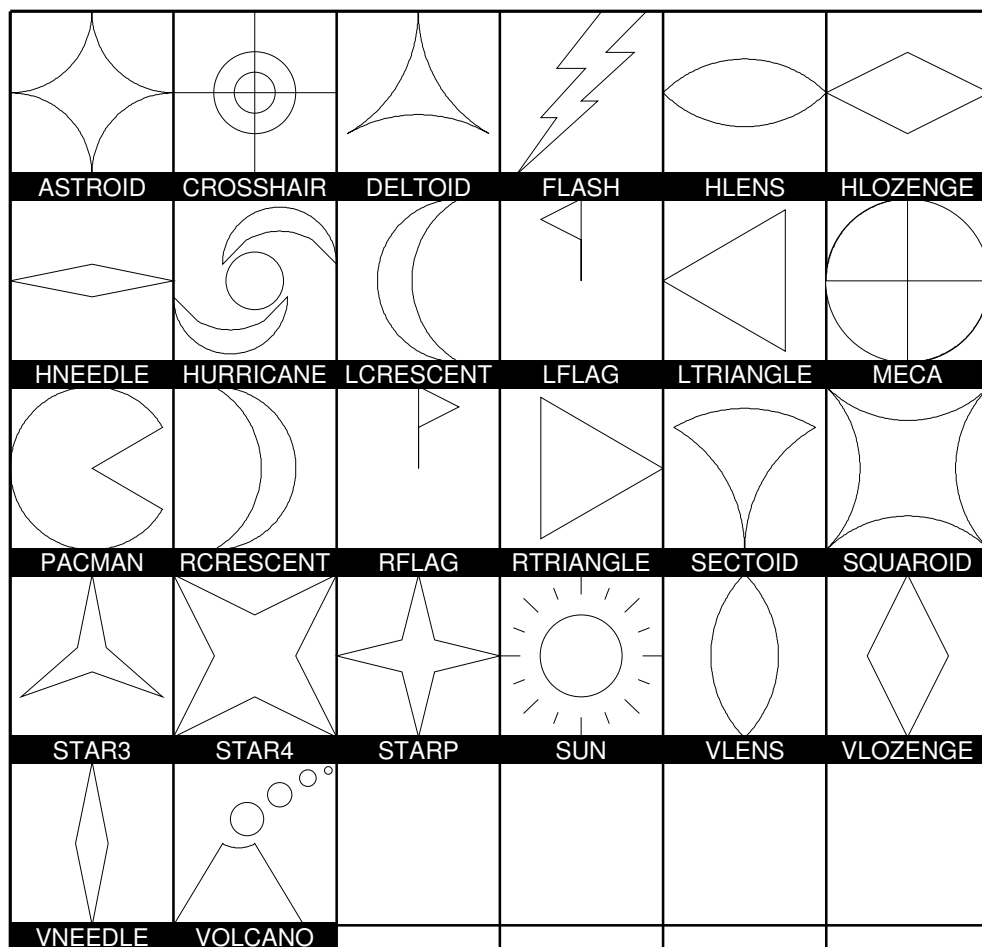 ASTROID CROSSHAIR DELTOID FLASH HLENS HLOZENGE
HNEEDLE HURRICANE LCRESCENT LFLAG LTRIANGLE MECA
PACMAN RCRESCENT RFLAG RTRIANGLE SECTOID SQUAROID
STAR3 STAR4 STARP SUN VLENS VLOZENGE
VNEEDLE VOLCANO